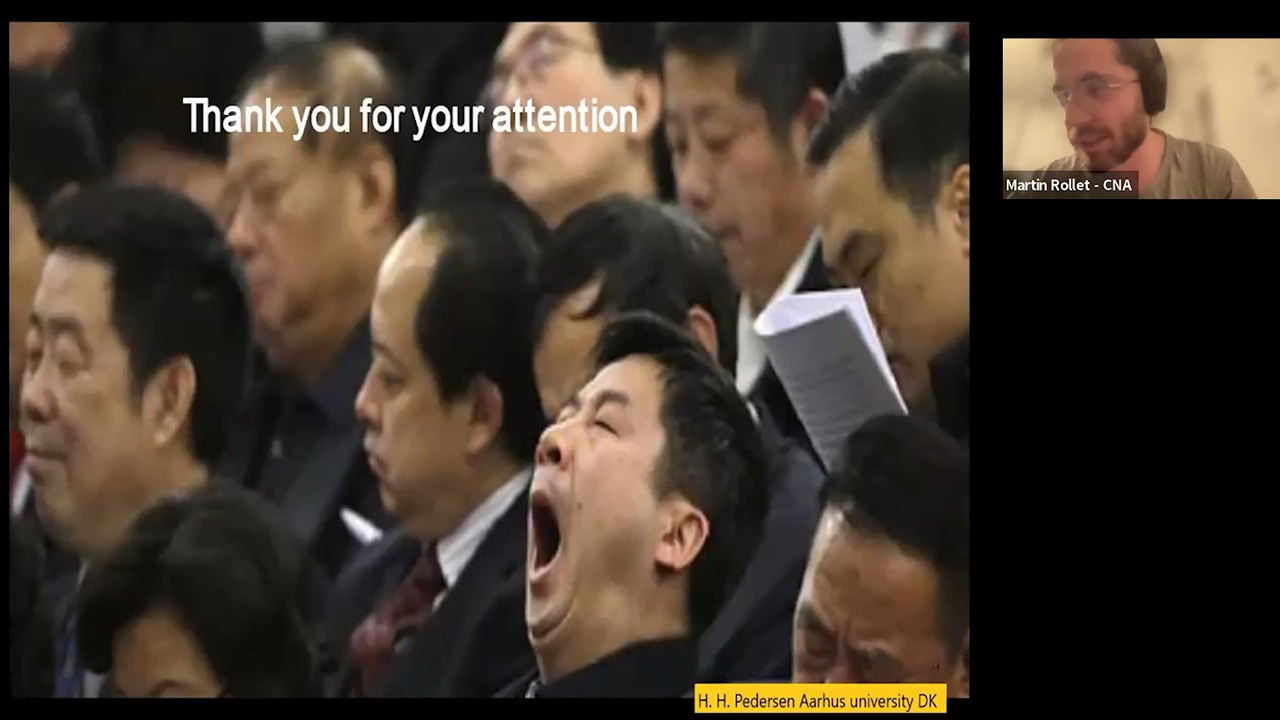 Thank you for your attention
Martin Rollet - CNA
H. H. Pedersen Aarhus university DK